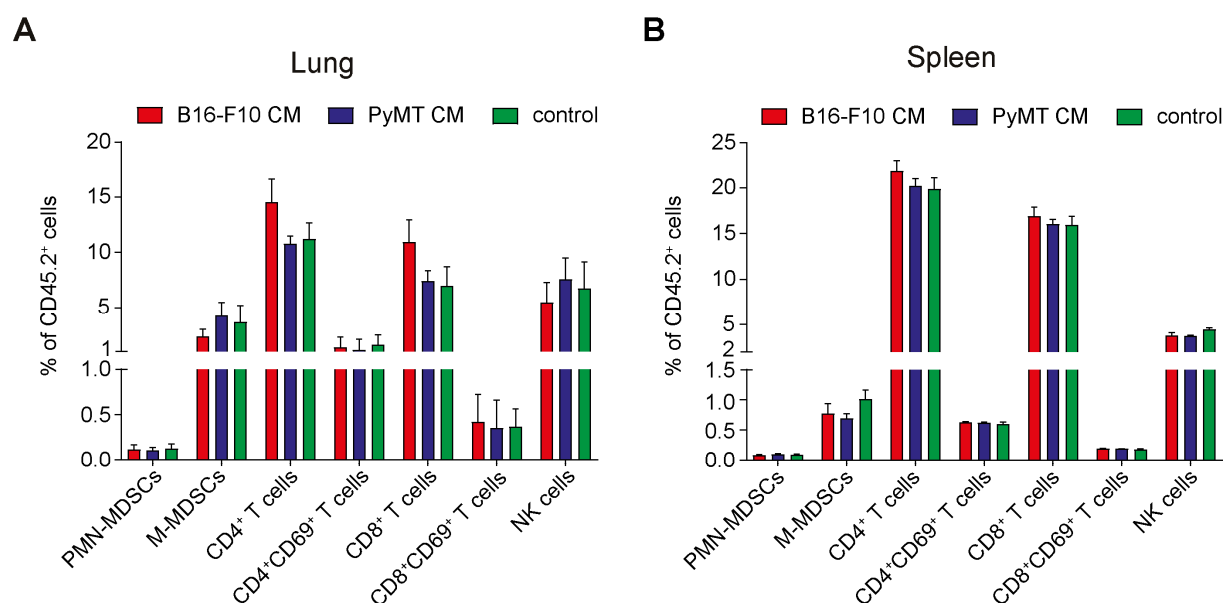 A
Lung
B16-F10 CM PyMT CM control
% of CD45.2⁺ cells
20
15
10
5
1
1.0
0.5
0.0
PMN-MDSCs
M-MDSCs
CD4⁺ T cells
CD4⁺CD69⁺ T cells
CD8⁺ T cells
CD8⁺CD69⁺ T cells
NK cells
B
Spleen
B16-F10 CM PyMT CM control
% of CD45.2⁺ cells
25
20
15
10
5
2
1.5
1.0
0.5
0.0
PMN-MDSCs
M-MDSCs
CD4⁺ T cells
CD4⁺CD69⁺ T cells
CD8⁺ T cells
CD8⁺CD69⁺ T cells
NK cells